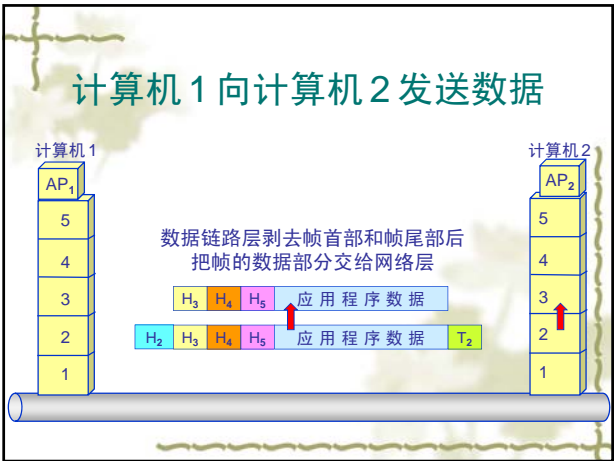 计算机1向计算机2发送数据
计算机1
计算机2
AP₁
AP₂
5
5
数据链路层剥去帧首部和帧尾部后
把帧的数据部分交给网络层
4
4
3
H₃ H₄ H₅ 应用程序数据
3
2
H₂ H₃ H₄ H₅ 应用程序数据 T₂
2
1
1